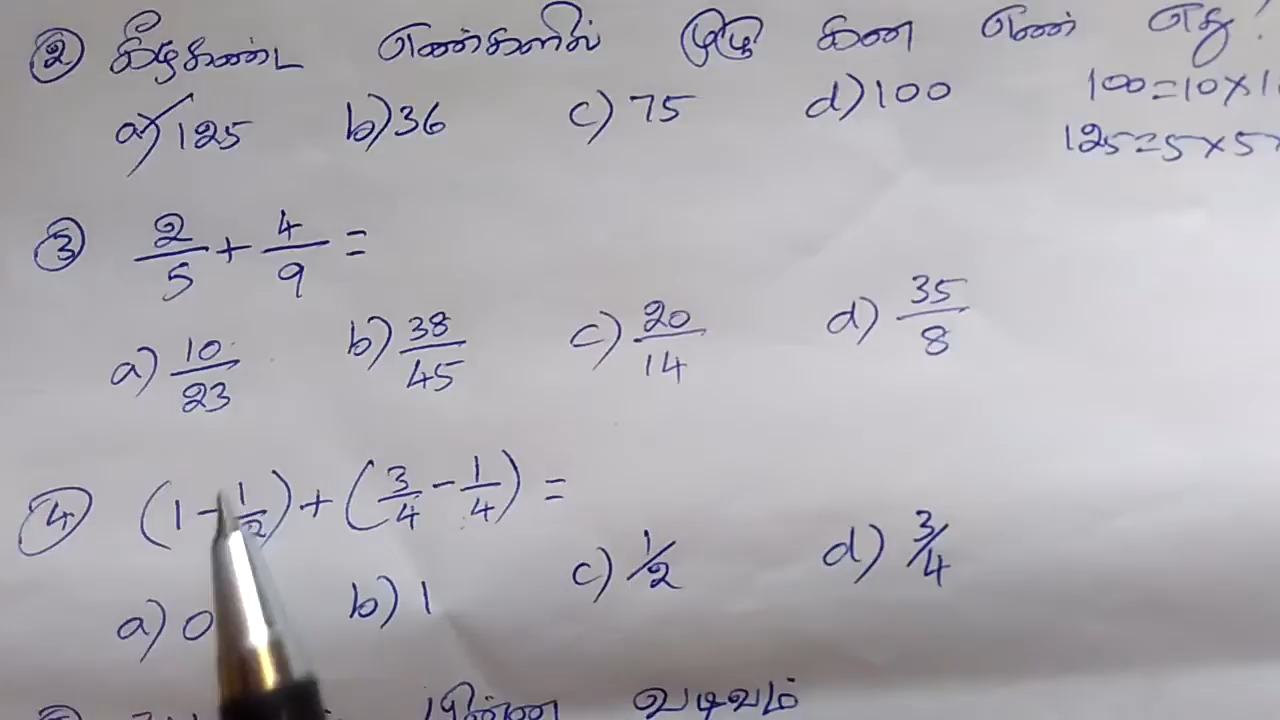 ② கீழ்கண்ட எண்களில் முழு கன எண் எது?
a) 125 b) 36 c) 75 d) 100 100 = 10 × 1
125 = 5 × 5
③ 2/5 + 4/9 =
a) 10/23 b) 38/45 c) 20/14 d) 35/8
④ (1 - 1/2) + (3/4 - 1/4) =
a) 0 b) 1 c) 1/2 d) 3/4
பின்ன வடிவம்